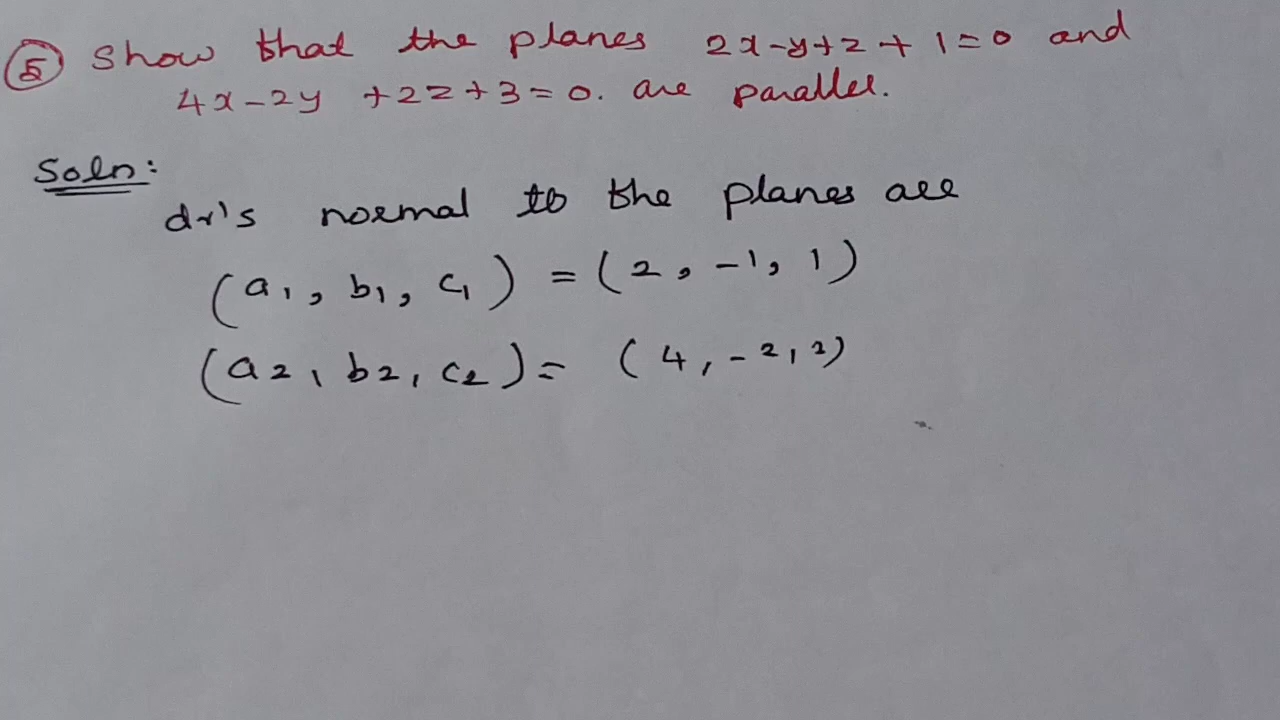 ⑤ Show that the planes 2x-y+z+1=0 and
4x-2y+2z+3=0. are parallel.
Soln:
dr's normal to the planes are
(a1, b1, c1) = (2, -1, 1)
(a2, b2, c2) = (4, -2, 2)